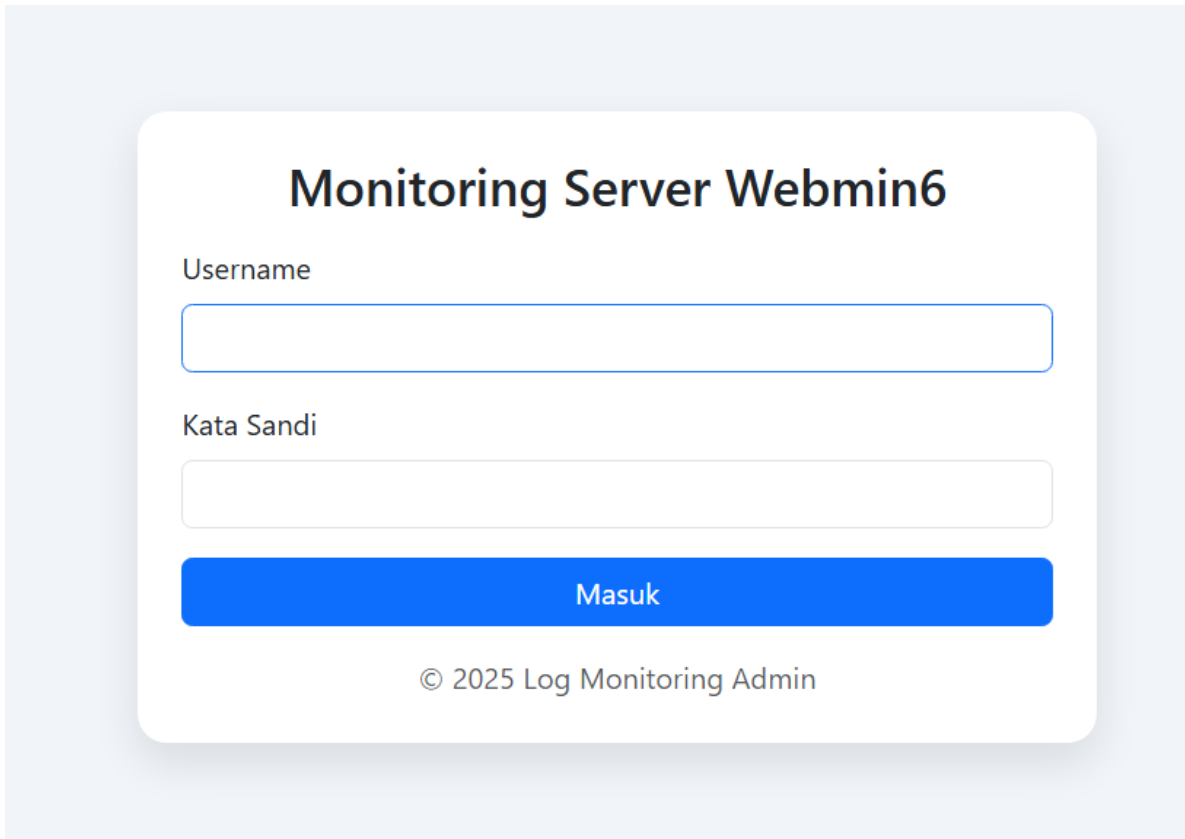 Monitoring Server Webmin6
Username
Kata Sandi
Masuk
© 2025 Log Monitoring Admin